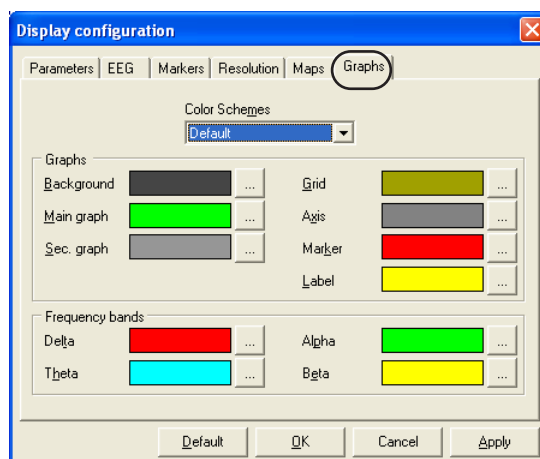 Display configuration
Parameters EEG Markers Resolution Maps Graphs
Color Schemes
Default
Graphs
Background ... Grid ...
Main graph ... Axis ...
Sec. graph ... Marker ...
Label ...
Frequency bands
Delta ... Alpha ...
Theta ... Beta ...
Default OK Cancel Apply